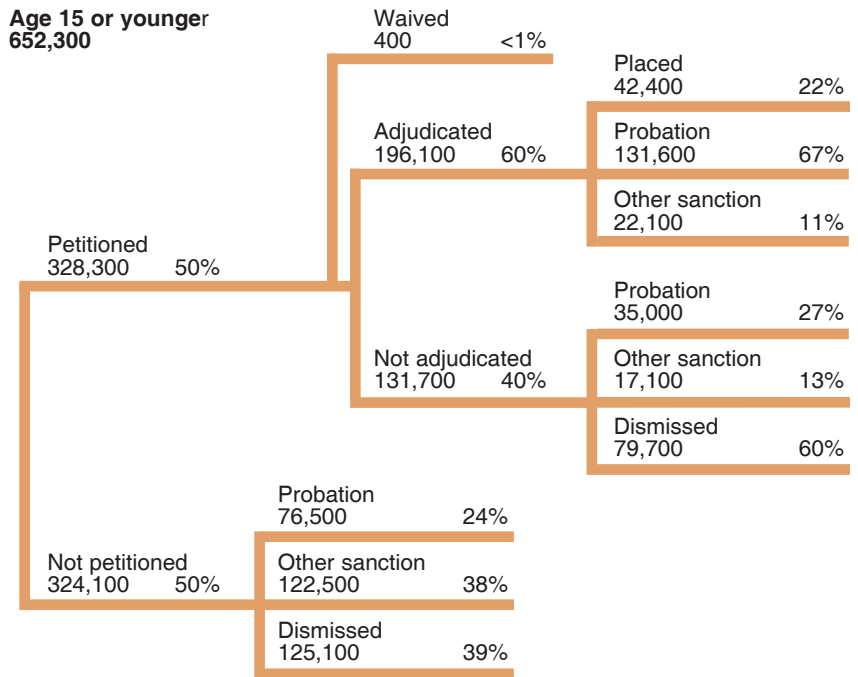 Age 15 or younger
652,300
Waived
400 <1%
Adjudicated
196,100 60%
Placed
42,400 22%
Probation
131,600 67%
Other sanction
22,100 11%
Petitioned
328,300 50%
Not adjudicated
131,700 40%
Probation
35,000 27%
Other sanction
17,100 13%
Dismissed
79,700 60%
Not petitioned
324,100 50%
Probation
76,500 24%
Other sanction
122,500 38%
Dismissed
125,100 39%